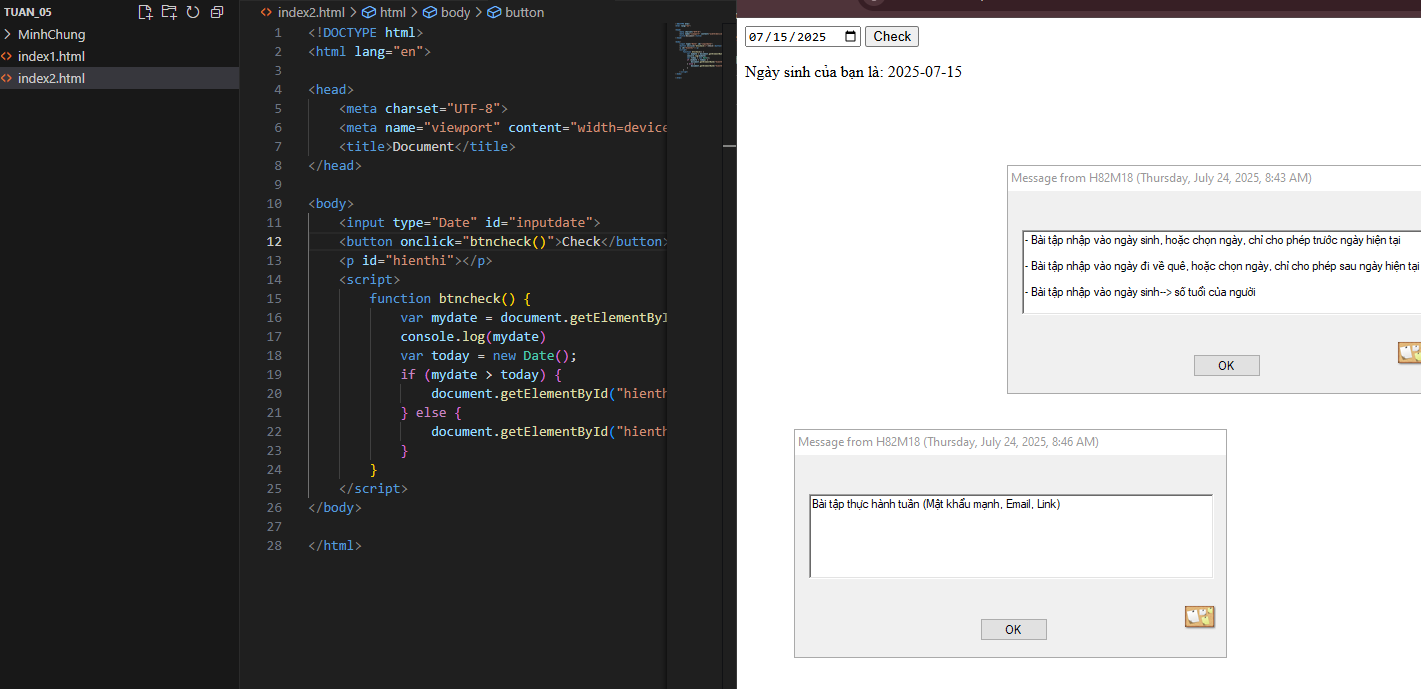 TUAN_05
MinhChung
index1.html
index2.html
index2.html > html > body > button
1 <!DOCTYPE html>
2 <html lang="en">
3
4 <head>
5 <meta charset="UTF-8">
6 <meta name="viewport" content="width=device
7 <title>Document</title>
8 </head>
9
10 <body>
11 <input type="Date" id="inputdate">
12 <button onclick="btncheck()">Check</button>
13 <p id="hienthi"></p>
14 <script>
15 function btncheck() {
16 var mydate = document.getElementByI
17 console.log(mydate)
18 var today = new Date();
19 if (mydate > today) {
20 document.getElementById("hienth
21 } else {
22 document.getElementById("hienth
23 }
24 }
25 </script>
26 </body>
27
28 </html>
07/15/2025 Check
Ngày sinh của bạn là: 2025-07-15
Message from H82M18 (Thursday, July 24, 2025, 8:43 AM)
- Bài tập nhập vào ngày sinh, hoặc chọn ngày, chỉ cho phép trước ngày hiện tại
- Bài tập nhập vào ngày đi về quê, hoặc chọn ngày, chỉ cho phép sau ngày hiện tại
- Bài tập nhập vào ngày sinh--> số tuổi của người
OK
Message from H82M18 (Thursday, July 24, 2025, 8:46 AM)
Bài tập thực hành tuần (Mật khẩu mạnh, Email, Link)
OK